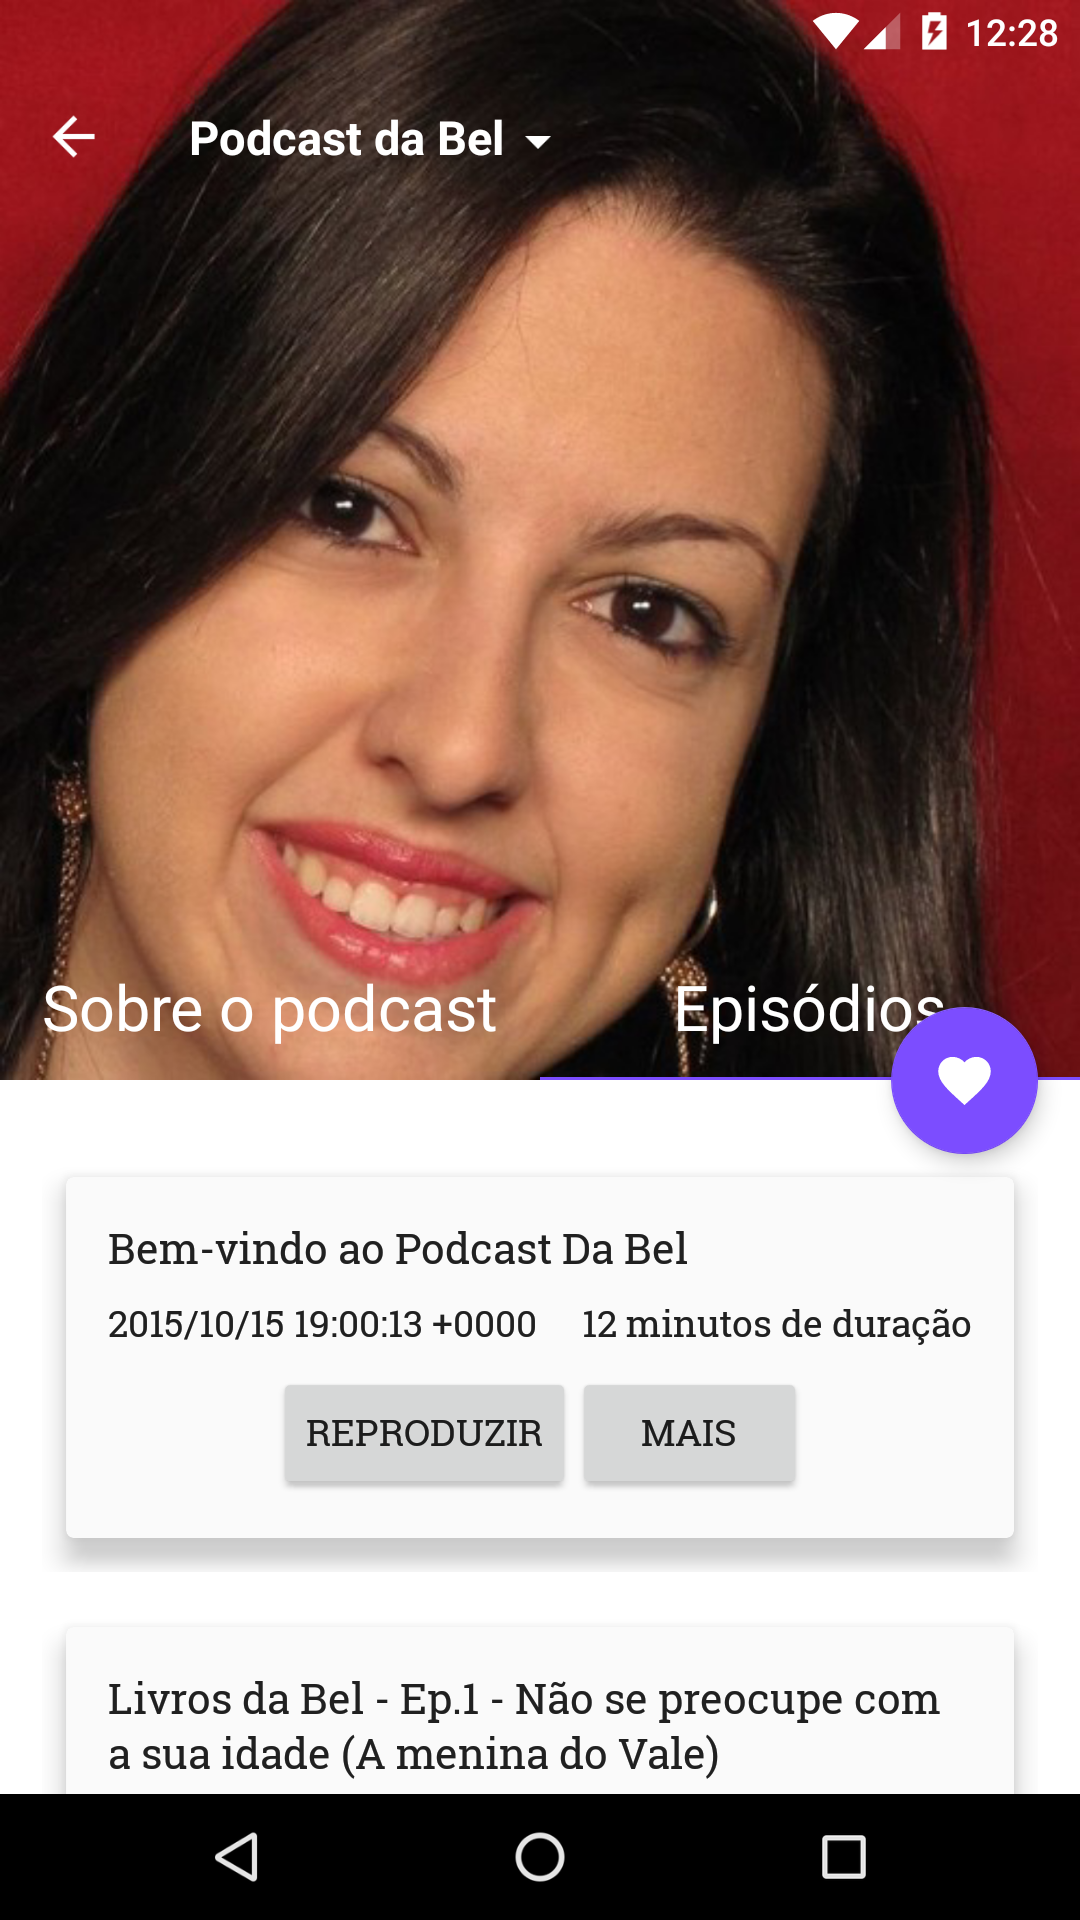 12:28
Podcast da Bel
Sobre o podcast
Episódios
Bem-vindo ao Podcast Da Bel
2015/10/15 19:00:13 +0000
12 minutos de duração
REPRODUZIR
MAIS
Livros da Bel - Ep.1 - Não se preocupe com
a sua idade (A menina do Vale)